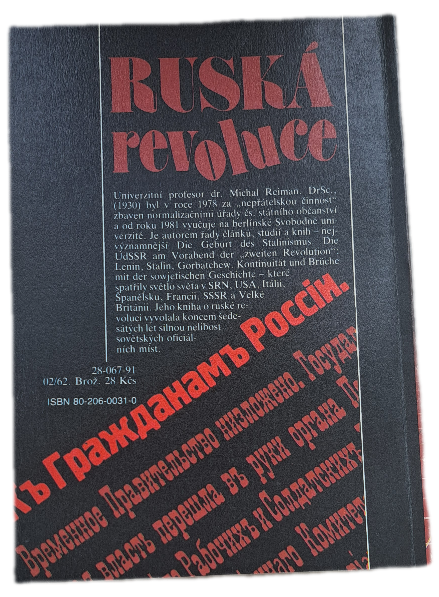 RUSKÁ
revoluce
Univerzitní profesor dr. Michal Reiman, DrSc.,
(1930) byl v roce 1978 za „nepřátelskou činnost"
zbaven normalizačními úřady čs. státního občanství
a od roku 1981 vyučuje na berlínské Svobodné uni-
verzitě. Je autorem řady článků, studií a knih – nej-
významnější: Die Geburt des Stalinismus. Die
UdSSR am Vorabend der „zweiten Revolution";
Lenin, Stalin, Gorbatchew. Kontinuität und Brüche
mit der sowjetischen Geschichte – které
spatřily světlo světa v SRN, USA, Itálii,
Španělsku, Francii, SSSR a Velké
Británii. Jeho kniha o ruské re-
voluci vyvolala koncem šede-
sátých let silnou nelibost
sovětských oficiál-
ních míst.
28-067-91
02/62. Brož. 28 Kčs
ISBN 80-206-0031-0
Къ Гражданамъ Россіи.
Временное Правительство низложено. Государ
власть перешла въ руки органа
Рабочихъ и Солдатскихъ
Комитет